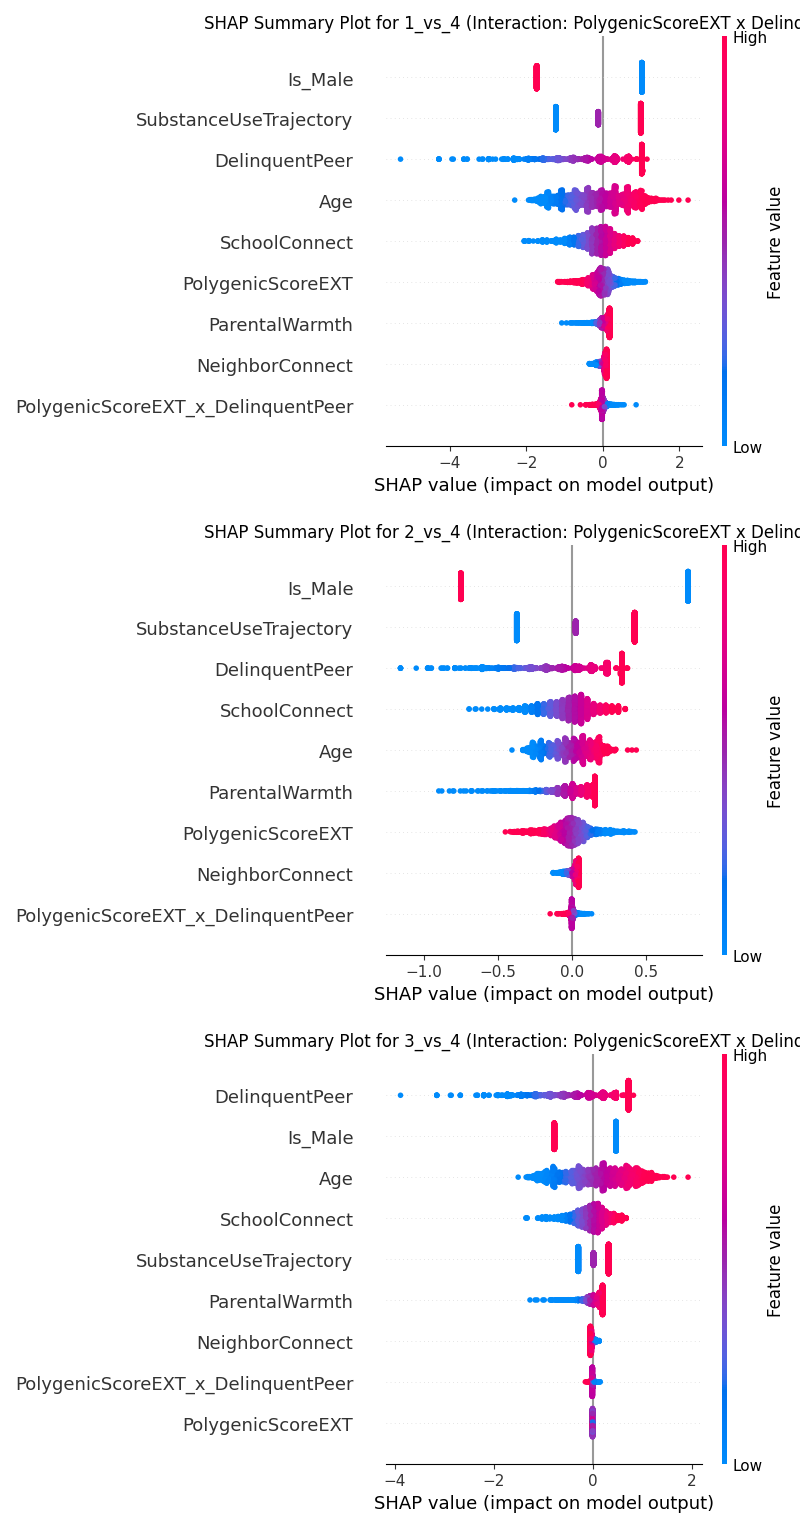 SHAP Summary Plot for 1_vs_4 (Interaction: PolygenicScoreEXT x Delinq
High
Is_Male
SubstanceUseTrajectory
DelinquentPeer
Age
SchoolConnect
PolygenicScoreEXT
ParentalWarmth
NeighborConnect
PolygenicScoreEXT_x_DelinquentPeer
Feature value
Low
−4 −2 0 2
SHAP value (impact on model output)
SHAP Summary Plot for 2_vs_4 (Interaction: PolygenicScoreEXT x Delinq
High
Is_Male
SubstanceUseTrajectory
DelinquentPeer
SchoolConnect
Age
ParentalWarmth
PolygenicScoreEXT
NeighborConnect
PolygenicScoreEXT_x_DelinquentPeer
Feature value
Low
−1.0 −0.5 0.0 0.5
SHAP value (impact on model output)
SHAP Summary Plot for 3_vs_4 (Interaction: PolygenicScoreEXT x Delinq
High
DelinquentPeer
Is_Male
Age
SchoolConnect
SubstanceUseTrajectory
ParentalWarmth
NeighborConnect
PolygenicScoreEXT_x_DelinquentPeer
PolygenicScoreEXT
Feature value
Low
−4 −2 0 2
SHAP value (impact on model output)